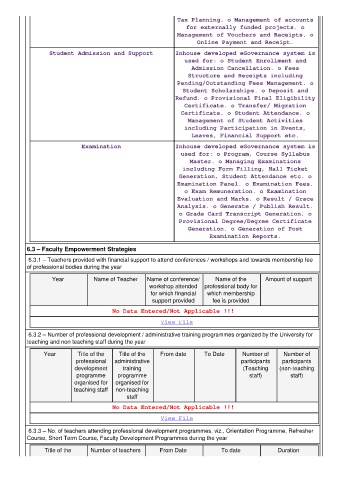 Tax Planning. o Management of accounts
for externally funded projects. o
Management of Vouchers and Receipts. o
Online Payment and Receipt.
Student Admission and Support
Inhouse developed eGovernance system is
used for: o Student Enrollment and
Admission Cancellation. o Fees
Structure and Receipts including
Pending/Outstanding Fees Management. o
Student Scholarships. o Deposit and
Refund. o Provisional Final Eligibility
Certificate. o Transfer/ Migration
Certificate. o Student Attendance. o
Management of Student Activities
including Participation in Events,
Leaves, Financial Support etc.
Examination
Inhouse developed eGovernance system is
used for: o Program, Course Syllabus
Master. o Managing Examinations
including Form Filling, Hall Ticket
Generation, Student Attendance etc. o
Examination Panel. o Examination Fees.
o Exam Remuneration. o Examination
Evaluation and Marks. o Result / Grace
Analysis. o Generate / Publish Result.
o Grade Card Transcript Generation. o
Provisional Degree/Degree Certificate
Generation. o Generation of Post
Examination Reports.
6.3 – Faculty Empowerment Strategies
6.3.1 – Teachers provided with financial support to attend conferences / workshops and towards membership fee
of professional bodies during the year
Year
Name of Teacher
Name of conference/
workshop attended
for which financial
support provided
Name of the
professional body for
which membership
fee is provided
Amount of support
No Data Entered/Not Applicable !!!
View File
6.3.2 – Number of professional development / administrative training programmes organized by the University for
teaching and non teaching staff during the year
Year
Title of the
professional
development
programme
organised for
teaching staff
Title of the
administrative
training
programme
organised for
non-teaching
staff
From date
To Date
Number of
participants
(Teaching
staff)
Number of
participants
(non-teaching
staff)
No Data Entered/Not Applicable !!!
View File
6.3.3 – No. of teachers attending professional development programmes, viz., Orientation Programme, Refresher
Course, Short Term Course, Faculty Development Programmes during the year
Title of the
Number of teachers
From Date
To date
Duration